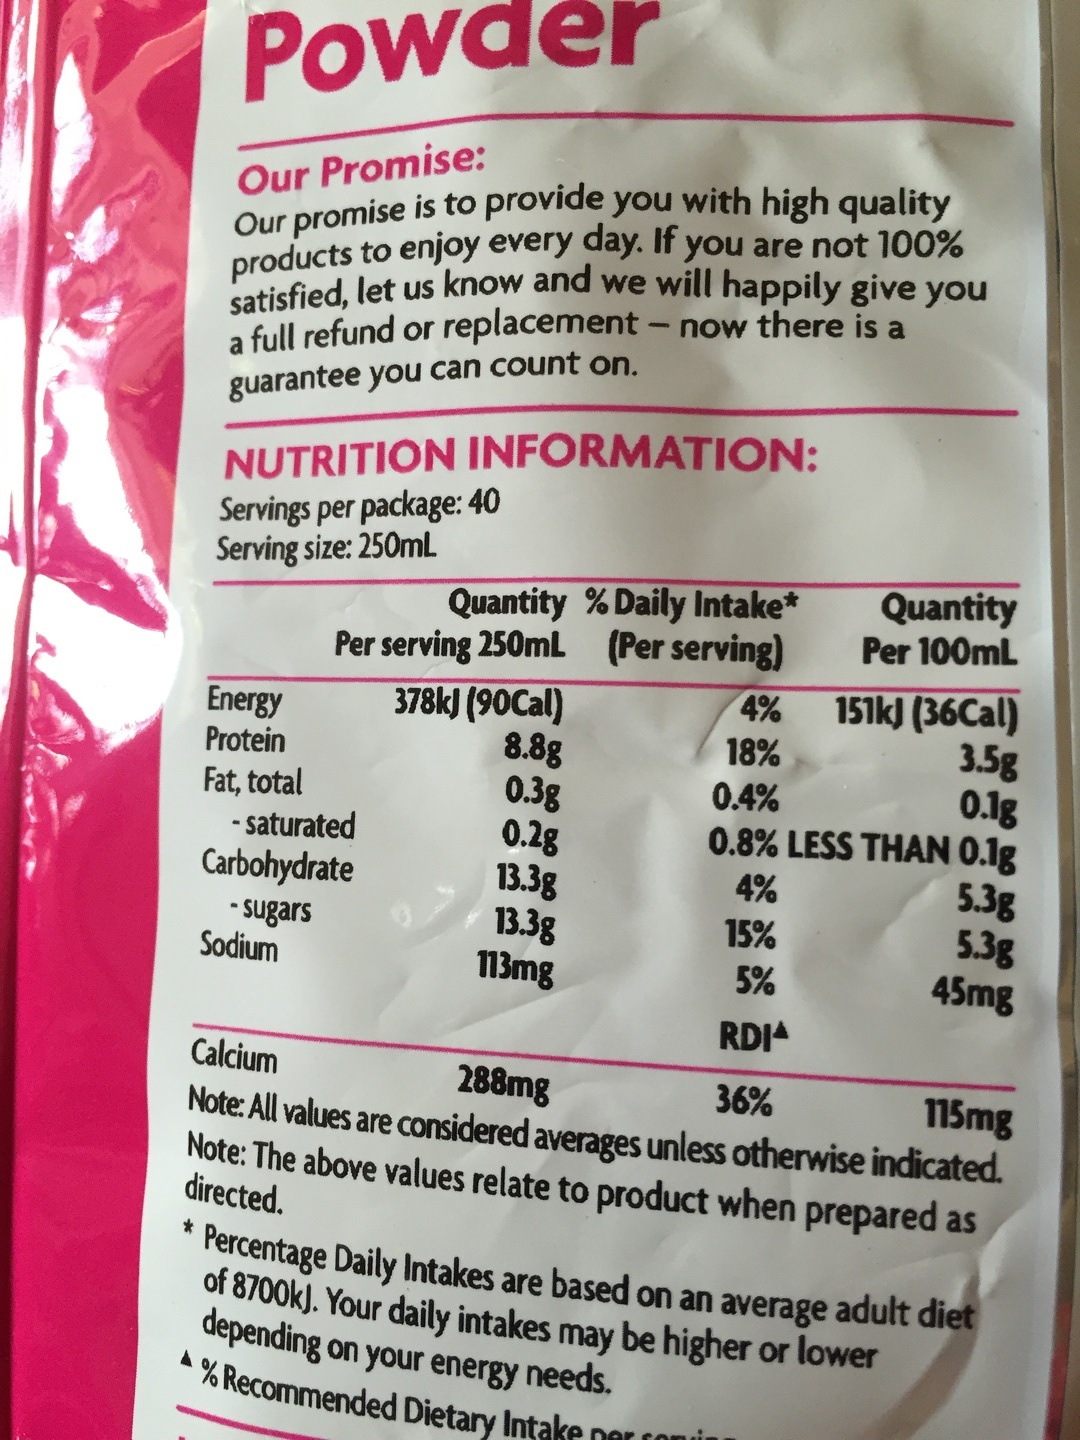 Powder
Our Promise:
Our promise is to provide you with high quality
products to enjoy every day. If you are not 100%
satisfied, let us know and we will happily give you
a full refund or replacement – now there is a
guarantee you can count on.
NUTRITION INFORMATION:
Servings per package: 40
Serving size: 250mL
Quantity % Daily Intake* Quantity
Per serving 250mL (Per serving) Per 100mL
Energy 378kJ (90Cal) 4% 151kJ (36Cal)
Protein 8.8g 18% 3.5g
Fat, total 0.3g 0.4% 0.1g
- saturated 0.2g 0.8% LESS THAN 0.1g
Carbohydrate 13.3g 4% 5.3g
- sugars 13.3g 15% 5.3g
Sodium 113mg 5% 45mg
RDI▲
Calcium 288mg 36% 115mg
Note: All values are considered averages unless otherwise indicated.
Note: The above values relate to product when prepared as
directed.
* Percentage Daily Intakes are based on an average adult diet
of 8700kJ. Your daily intakes may be higher or lower
depending on your energy needs.
▲ % Recommended Dietary Intake per serving